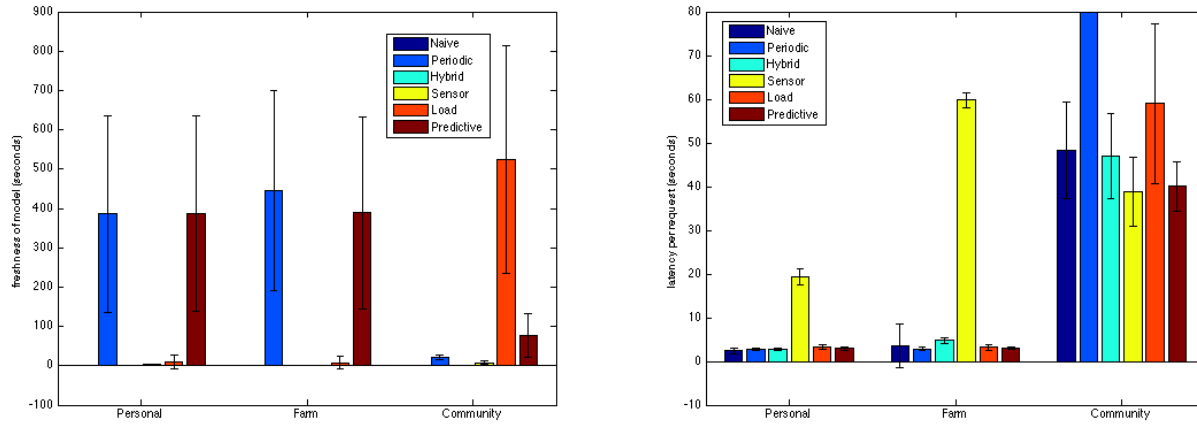 900
800
700
600
500
400
300
200
100
0
-100
freshness of model (seconds)
Personal
Farm
Community
Naive
Periodic
Hybrid
Sensor
Load
Predictive
80
70
60
50
40
30
20
10
0
-10
latency per request (seconds)
Personal
Farm
Community
Naive
Periodic
Hybrid
Sensor
Load
Predictive